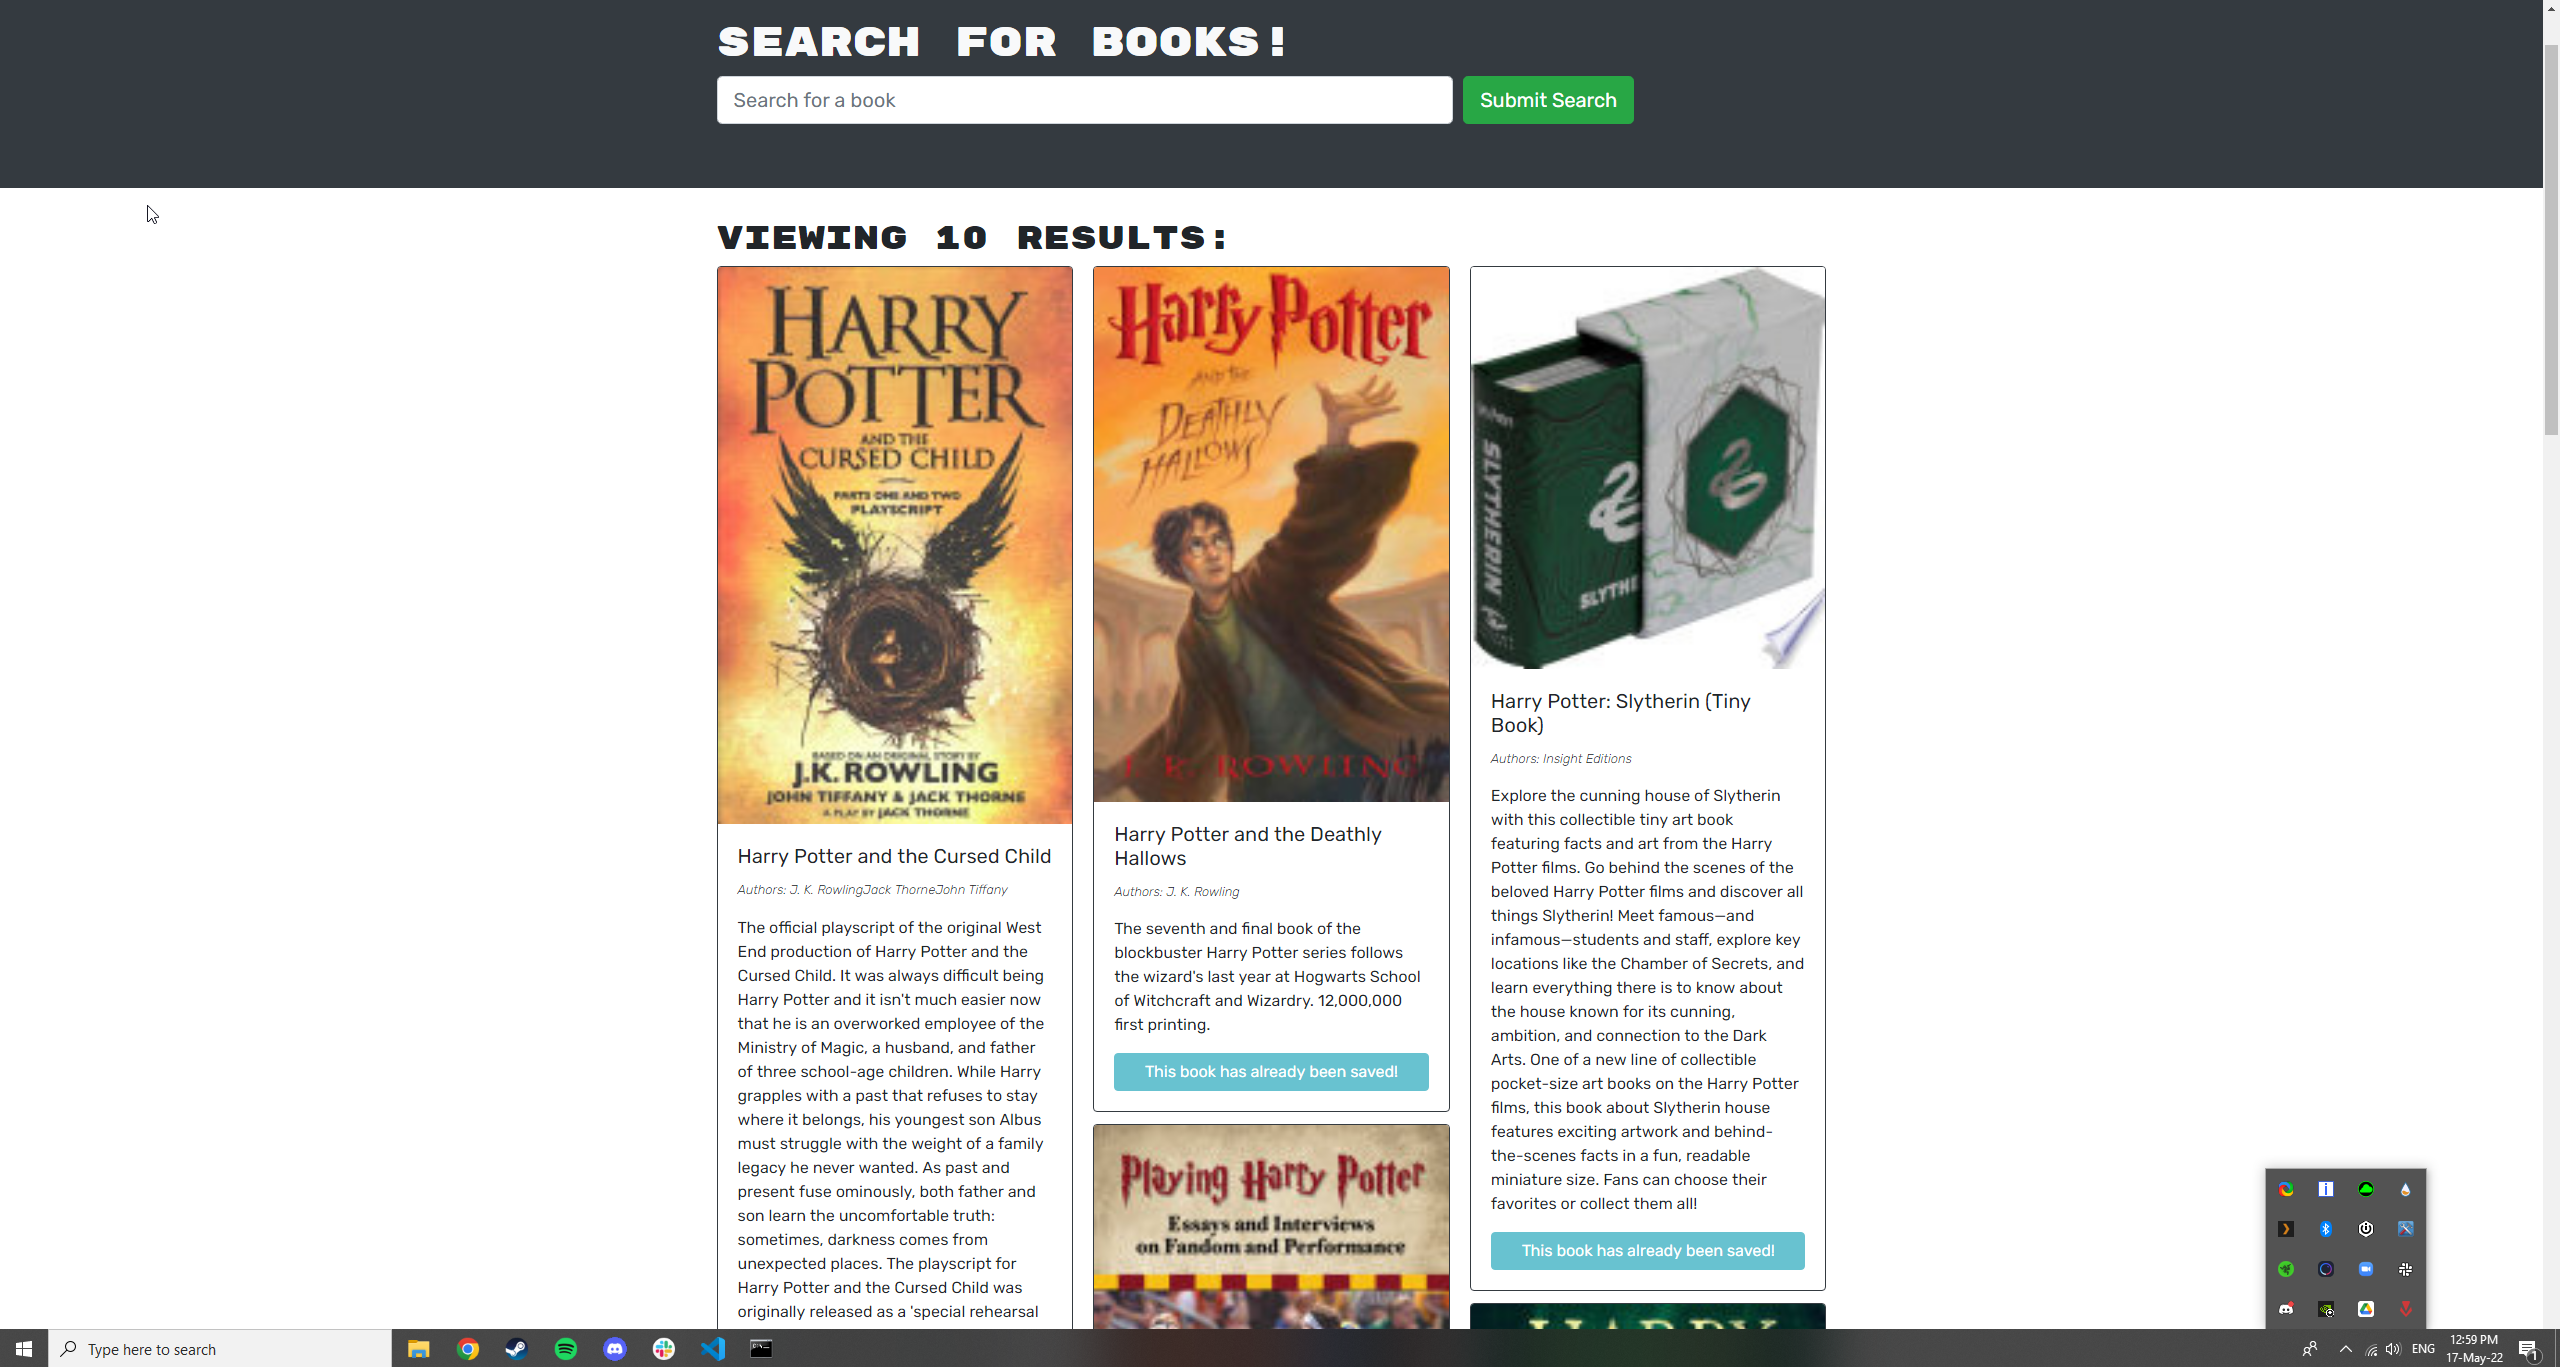 SEARCH FOR BOOKS!
Search for a book
Submit Search
VIEWING 10 RESULTS:
HARRY
POTTER
AND THE
CURSED CHILD
PARTS ONE AND TWO
PLAYSCRIPT
BASED ON AN ORIGINAL STORY BY
J.K. ROWLING
JOHN TIFFANY & JACK THORNE
A PLAY BY JACK THORNE
Harry Potter and the Cursed Child
Authors: J. K. RowlingJack ThorneJohn Tiffany
The official playscript of the original West
End production of Harry Potter and the
Cursed Child. It was always difficult being
Harry Potter and it isn't much easier now
that he is an overworked employee of the
Ministry of Magic, a husband, and father
of three school-age children. While Harry
grapples with a past that refuses to stay
where it belongs, his youngest son Albus
must struggle with the weight of a family
legacy he never wanted. As past and
present fuse ominously, both father and
son learn the uncomfortable truth:
sometimes, darkness comes from
unexpected places. The playscript for
Harry Potter and the Cursed Child was
originally released as a 'special rehearsal
Harry Potter
AND THE
DEATHLY
HALLOWS
J. K. ROWLING
Harry Potter and the Deathly
Hallows
Authors: J. K. Rowling
The seventh and final book of the
blockbuster Harry Potter series follows
the wizard's last year at Hogwarts School
of Witchcraft and Wizardry. 12,000,000
first printing.
This book has already been saved!
Playing Harry Potter
Essays and Interviews
on Fandom and Performance
SLYTHERIN
SLYTHE
Harry Potter: Slytherin (Tiny
Book)
Authors: Insight Editions
Explore the cunning house of Slytherin
with this collectible tiny art book
featuring facts and art from the Harry
Potter films. Go behind the scenes of the
beloved Harry Potter films and discover all
things Slytherin! Meet famous—and
infamous—students and staff, explore key
locations like the Chamber of Secrets, and
learn everything there is to know about
the house known for its cunning,
ambition, and connection to the Dark
Arts. One of a new line of collectible
pocket-size art books on the Harry Potter
films, this book about Slytherin house
features exciting artwork and behind-
the-scenes facts in a fun, readable
miniature size. Fans can choose their
favorites or collect them all!
This book has already been saved!
HARRY
Type here to search
ENG
12:59 PM
17-May-22
1